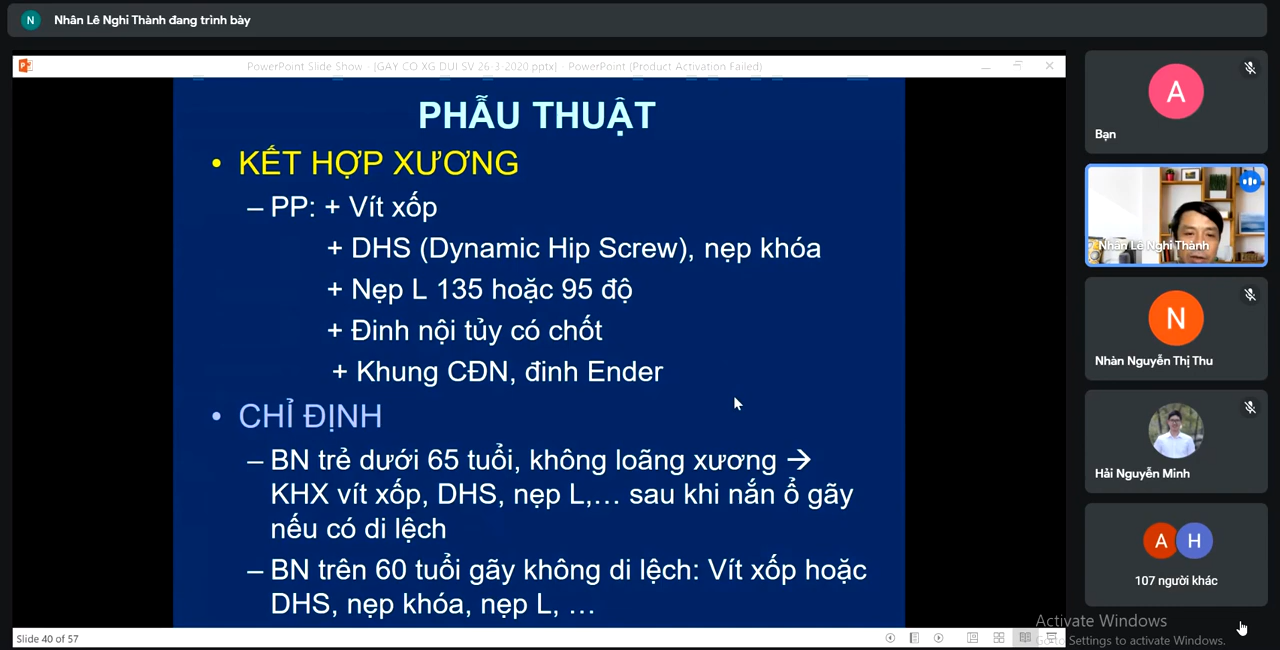 N Nhân Lê Nghi Thành đang trình bày
PowerPoint Slide Show - [GAY CO XG DUI SV 26-3-2020.pptx] - PowerPoint (Product Activation Failed)
PHẪU THUẬT
• KẾT HỢP XƯƠNG
– PP: + Vít xốp
+ DHS (Dynamic Hip Screw), nẹp khóa
+ Nẹp L 135 hoặc 95 độ
+ Đinh nội tủy có chốt
+ Khung CĐN, đinh Ender
• CHỈ ĐỊNH
– BN trẻ dưới 65 tuổi, không loãng xương →
KHX vít xốp, DHS, nẹp L,... sau khi nắn ổ gãy
nếu có di lệch
– BN trên 60 tuổi gãy không di lệch: Vít xốp hoặc
DHS, nẹp khóa, nẹp L, ...
Slide 40 of 57
A
Bạn
Nhân Lê Nghi Thành
N
Nhàn Nguyễn Thị Thu
Hải Nguyễn Minh
A H
107 người khác
Activate Windows
Go to Settings to activate Windows.